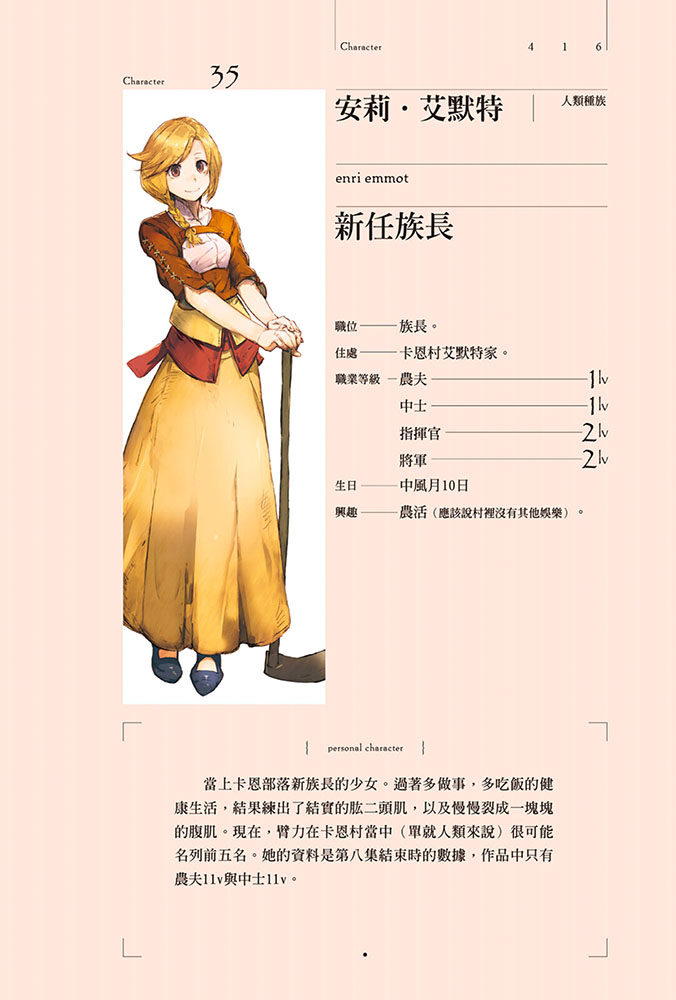 Character 416
Character 35
安莉・艾默特 人類種族
enri emmot
新任族長
職位 族長。
住處 卡恩村艾默特家。
職業等級 農夫 1lv
中士 1lv
指揮官 2lv
將軍 2lv
生日 中風月10日
興趣 農活（應該說村裡沒有其他娛樂）。
personal character
當上卡恩部落新族長的少女。過著多做事，多吃飯的健
康生活，結果練出了結實的肱二頭肌，以及慢慢裂成一塊塊
的腹肌。現在，臂力在卡恩村當中（單就人類來說）很可能
名列前五名。她的資料是第八集結束時的數據，作品中只有
農夫1lv與中士1lv。